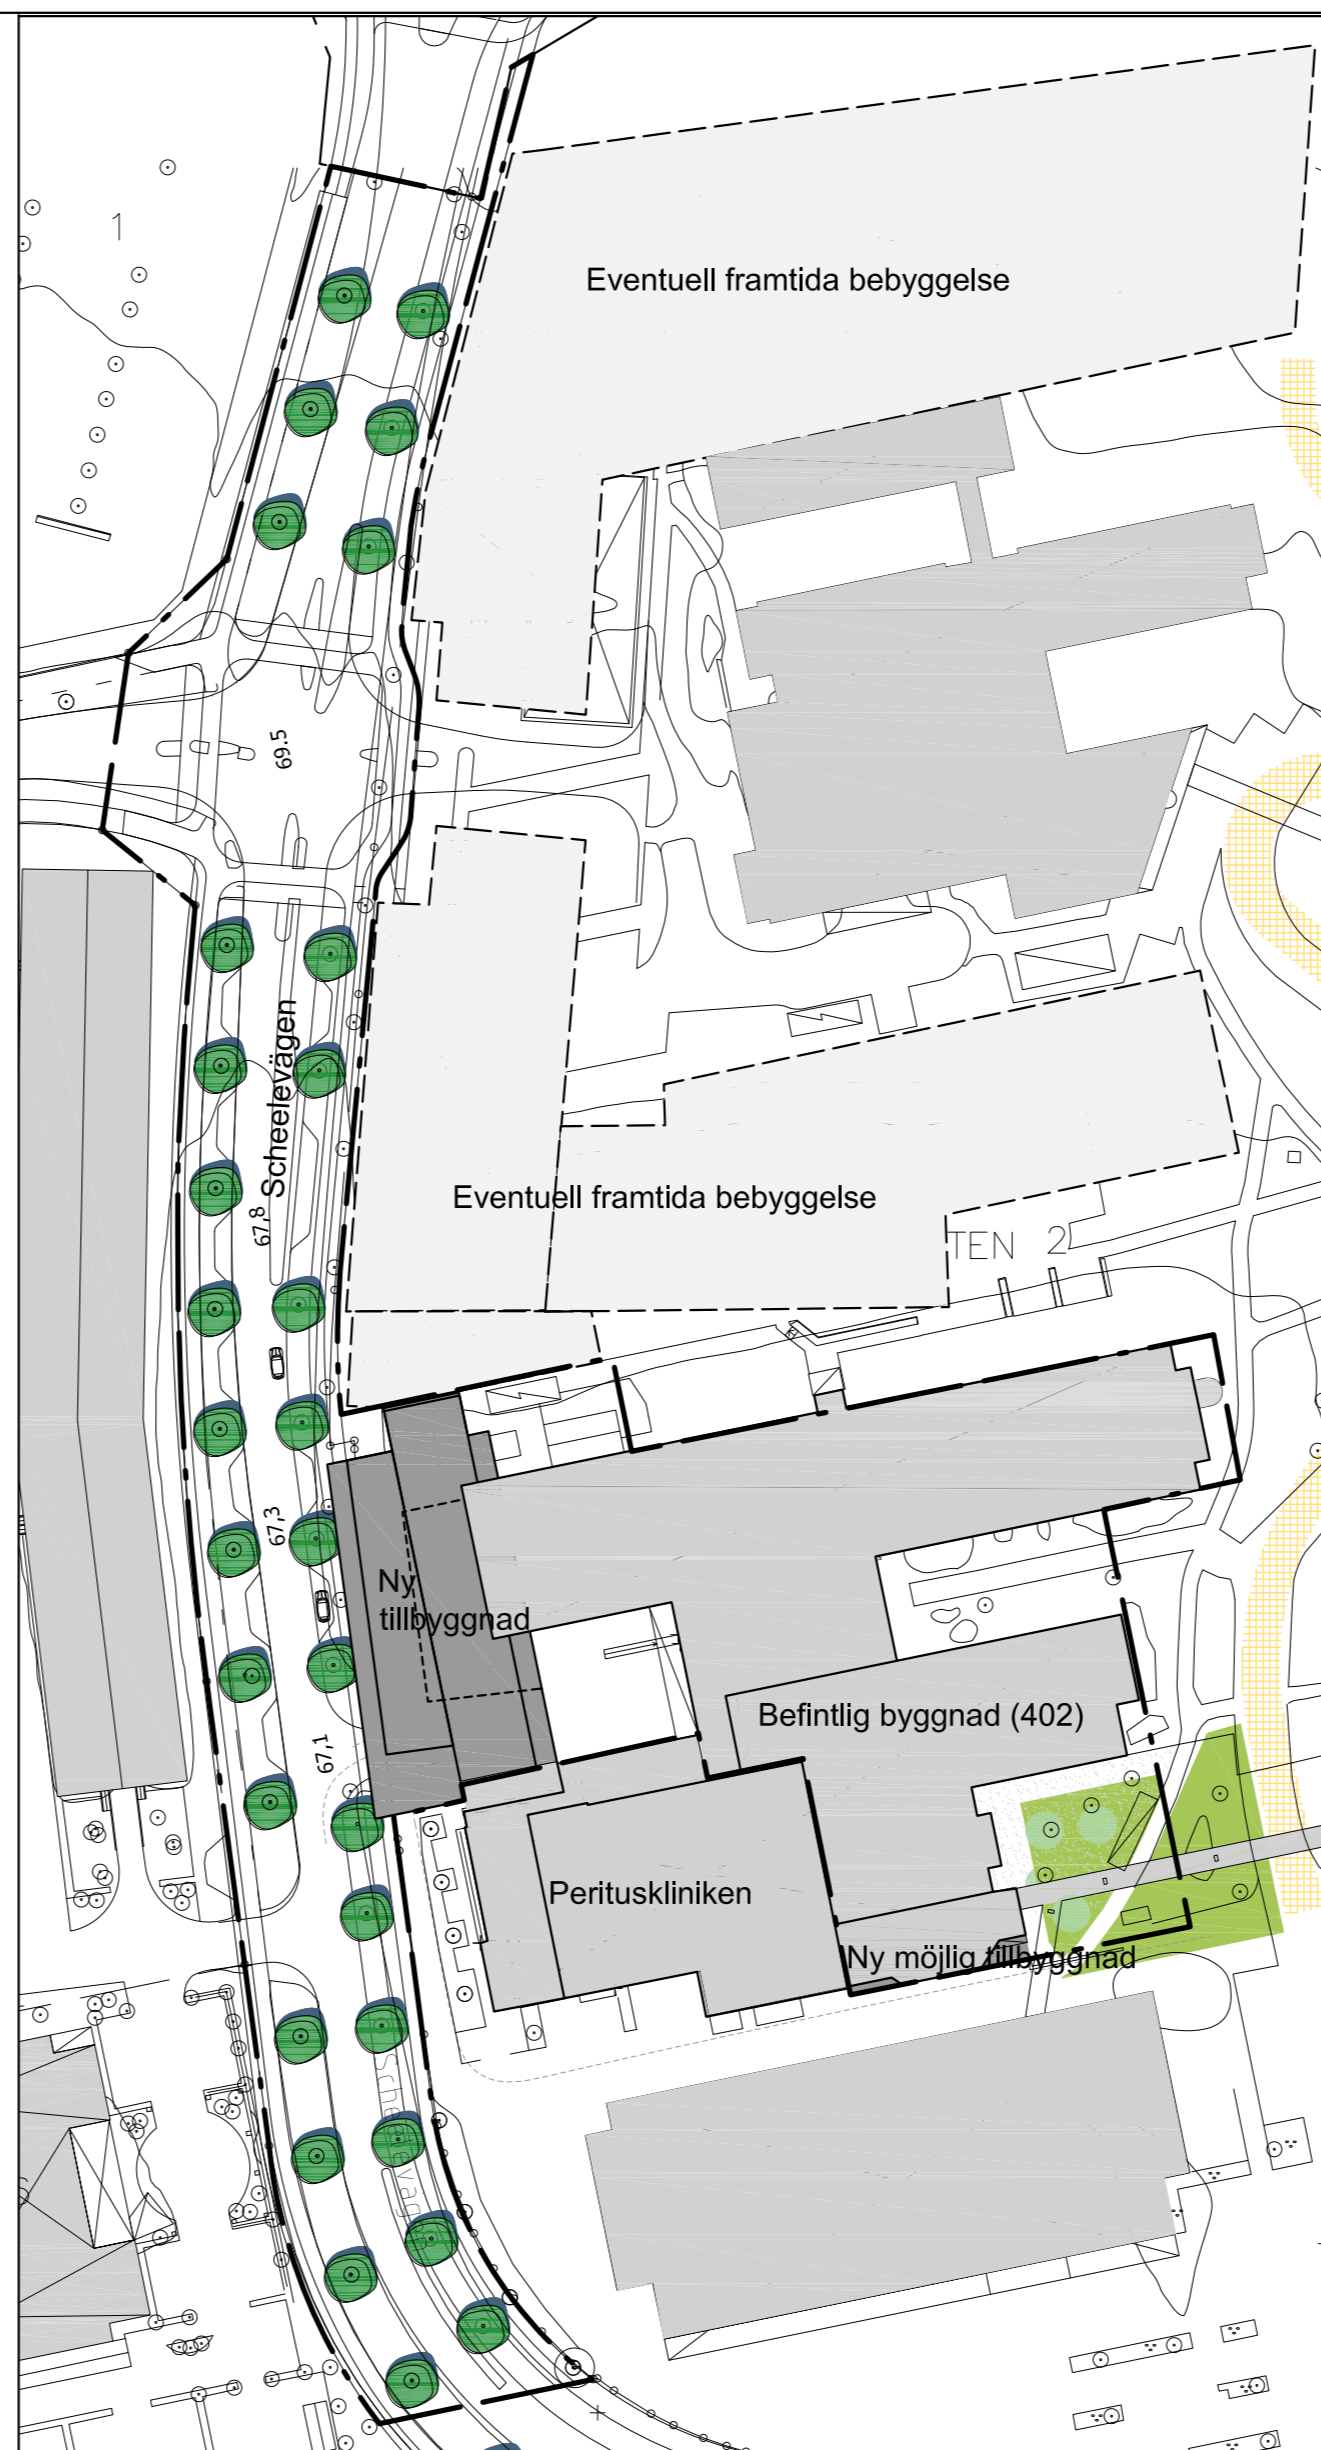 1
Eventuell framtida bebyggelse
69.5
Scheelevägen
67,8
Eventuell framtida bebyggelse
TEN 2
67,3
Ny
tillbyggnad
Befintlig byggnad (402)
67,1
Perituskliniken
Ny möjlig tillbyggnad